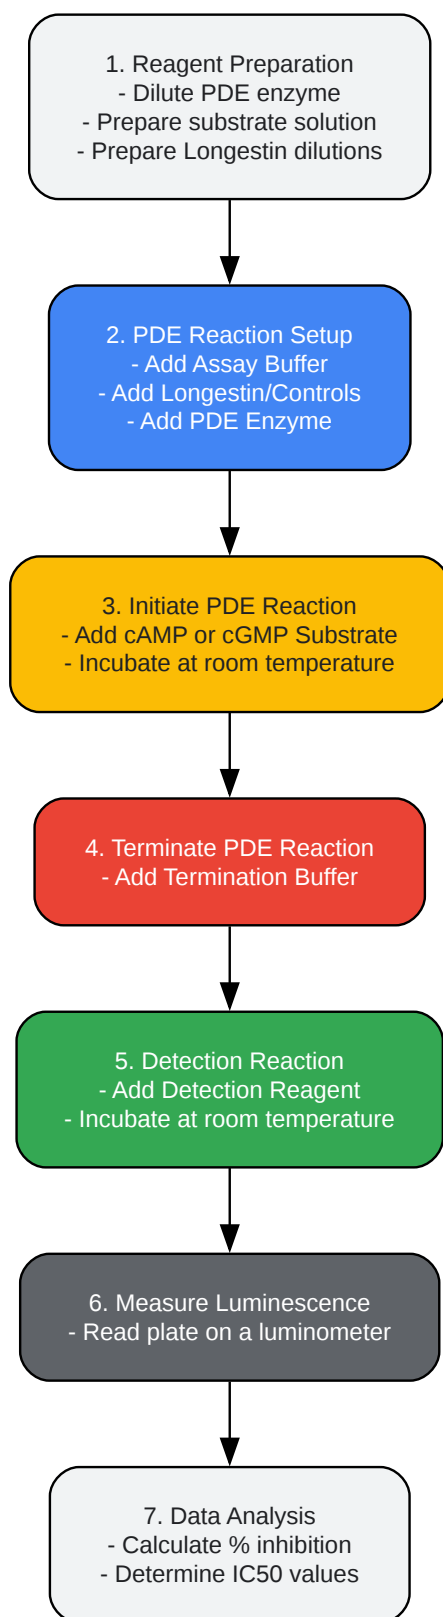 1. Reagent Preparation
- Dilute PDE enzyme
- Prepare substrate solution
- Prepare Longestin dilutions
2. PDE Reaction Setup
- Add Assay Buffer
- Add Longestin/Controls
- Add PDE Enzyme
3. Initiate PDE Reaction
- Add cAMP or cGMP Substrate
- Incubate at room temperature
4. Terminate PDE Reaction
- Add Termination Buffer
5. Detection Reaction
- Add Detection Reagent
- Incubate at room temperature
6. Measure Luminescence
- Read plate on a luminometer
7. Data Analysis
- Calculate % inhibition
- Determine IC50 values